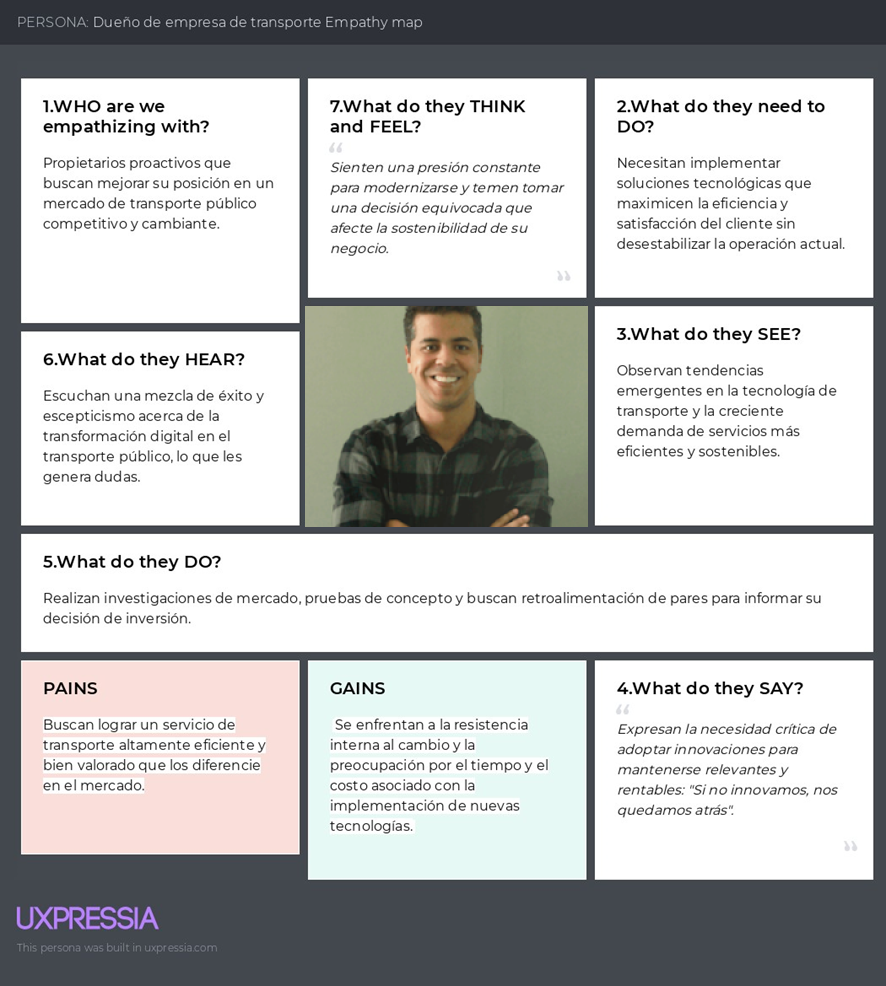 PERSONA: Dueño de empresa de transporte Empathy map
1.WHO are we
empathizing with?
Propietarios proactivos que
buscan mejorar su posición en un
mercado de transporte público
competitivo y cambiante.
7.What do they THINK
and FEEL?
“
Sienten una presión constante
para modernizarse y temen tomar
una decisión equivocada que
afecte la sostenibilidad de su
negocio.
”
2.What do they need to
DO?
Necesitan implementar
soluciones tecnológicas que
maximicen la eficiencia y
satisfacción del cliente sin
desestabilizar la operación actual.
6.What do they HEAR?
Escuchan una mezcla de éxito y
escepticismo acerca de la
transformación digital en el
transporte público, lo que les
genera dudas.
3.What do they SEE?
Observan tendencias
emergentes en la tecnología de
transporte y la creciente
demanda de servicios más
eficientes y sostenibles.
5.What do they DO?
Realizan investigaciones de mercado, pruebas de concepto y buscan retroalimentación de pares para informar su
decisión de inversión.
PAINS
Buscan lograr un servicio de
transporte altamente eficiente y
bien valorado que los diferencie
en el mercado.
GAINS
Se enfrentan a la resistencia
interna al cambio y la
preocupación por el tiempo y el
costo asociado con la
implementación de nuevas
tecnologías.
4.What do they SAY?
“
Expresan la necesidad crítica de
adoptar innovaciones para
mantenerse relevantes y
rentables: "Si no innovamos, nos
quedamos atrás".
”
UXPRESSIA
This persona was built in uxpressia.com